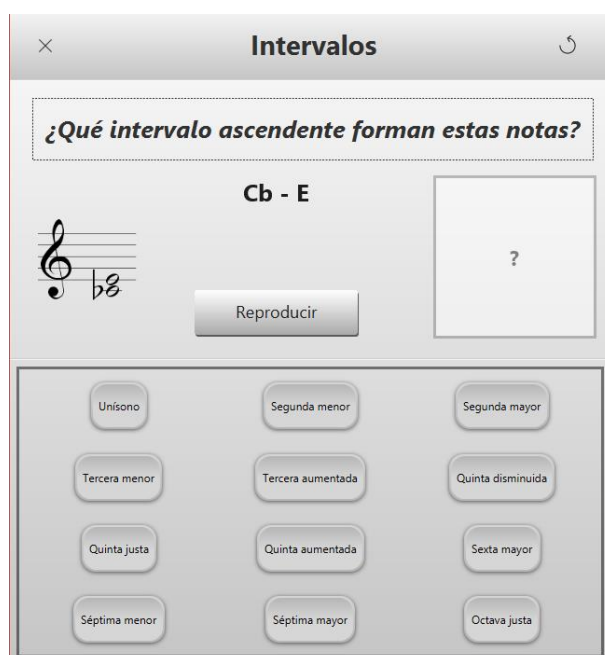 Intervalos
¿Qué intervalo ascendente forman estas notas?
Cb - E
?
Reproducir
Unísono
Segunda menor
Segunda mayor
Tercera menor
Tercera aumentada
Quinta disminuida
Quinta justa
Quinta aumentada
Sexta mayor
Séptima menor
Séptima mayor
Octava justa